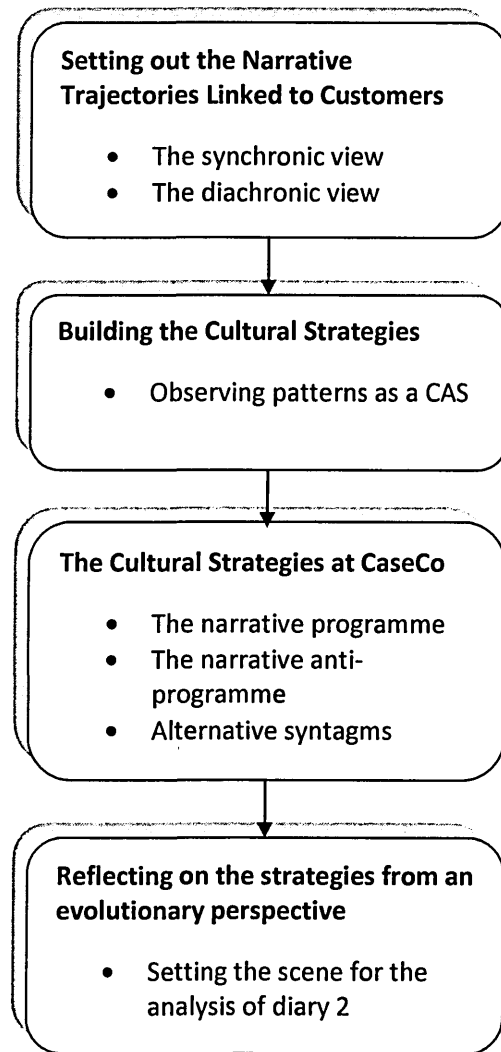 Setting out the Narrative
Trajectories Linked to Customers
• The synchronic view
• The diachronic view
Building the Cultural Strategies
• Observing patterns as a CAS
The Cultural Strategies at CaseCo
• The narrative programme
• The narrative anti-
programme
• Alternative syntagms
Reflecting on the strategies from an
evolutionary perspective
• Setting the scene for the
analysis of diary 2